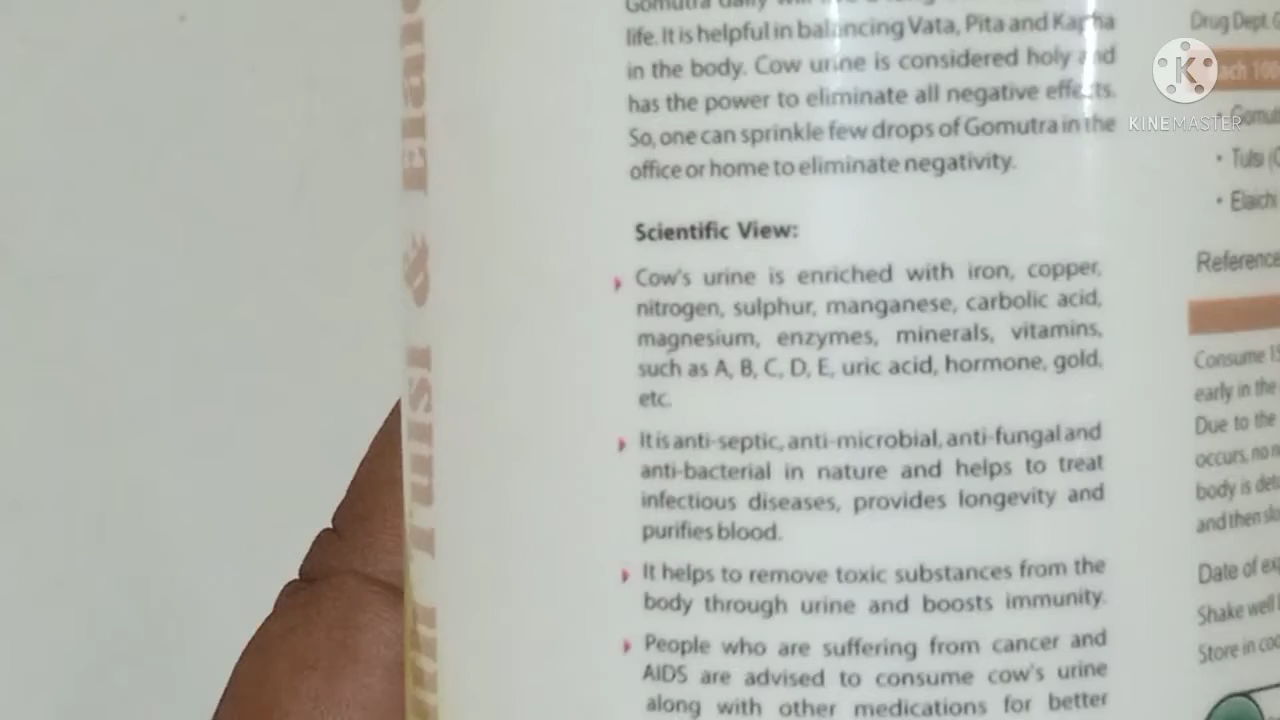 life. It is helpful in balancing Vata, Pita and Kapha
in the body. Cow urine is considered holy and
has the power to eliminate all negative effects.
So, one can sprinkle few drops of Gomutra in the
office or home to eliminate negativity.
Scientific View:
Cow's urine is enriched with iron, copper,
nitrogen, sulphur, manganese, carbolic acid,
magnesium, enzymes, minerals, vitamins,
such as A, B, C, D, E, uric acid, hormone, gold,
etc.
It is anti-septic, anti-microbial, anti-fungal and
anti-bacterial in nature and helps to treat
infectious diseases, provides longevity and
purifies blood.
It helps to remove toxic substances from the
body through urine and boosts immunity.
People who are suffering from cancer and
AIDS are advised to consume cow's urine
along with other medications for better
Drug Dept.
• Tulsi
• Elaichi
Reference
Consume
early in the
Due to the
occurs, no
body is
and then
Date of
Shake well
Store in
K
KINEMASTER